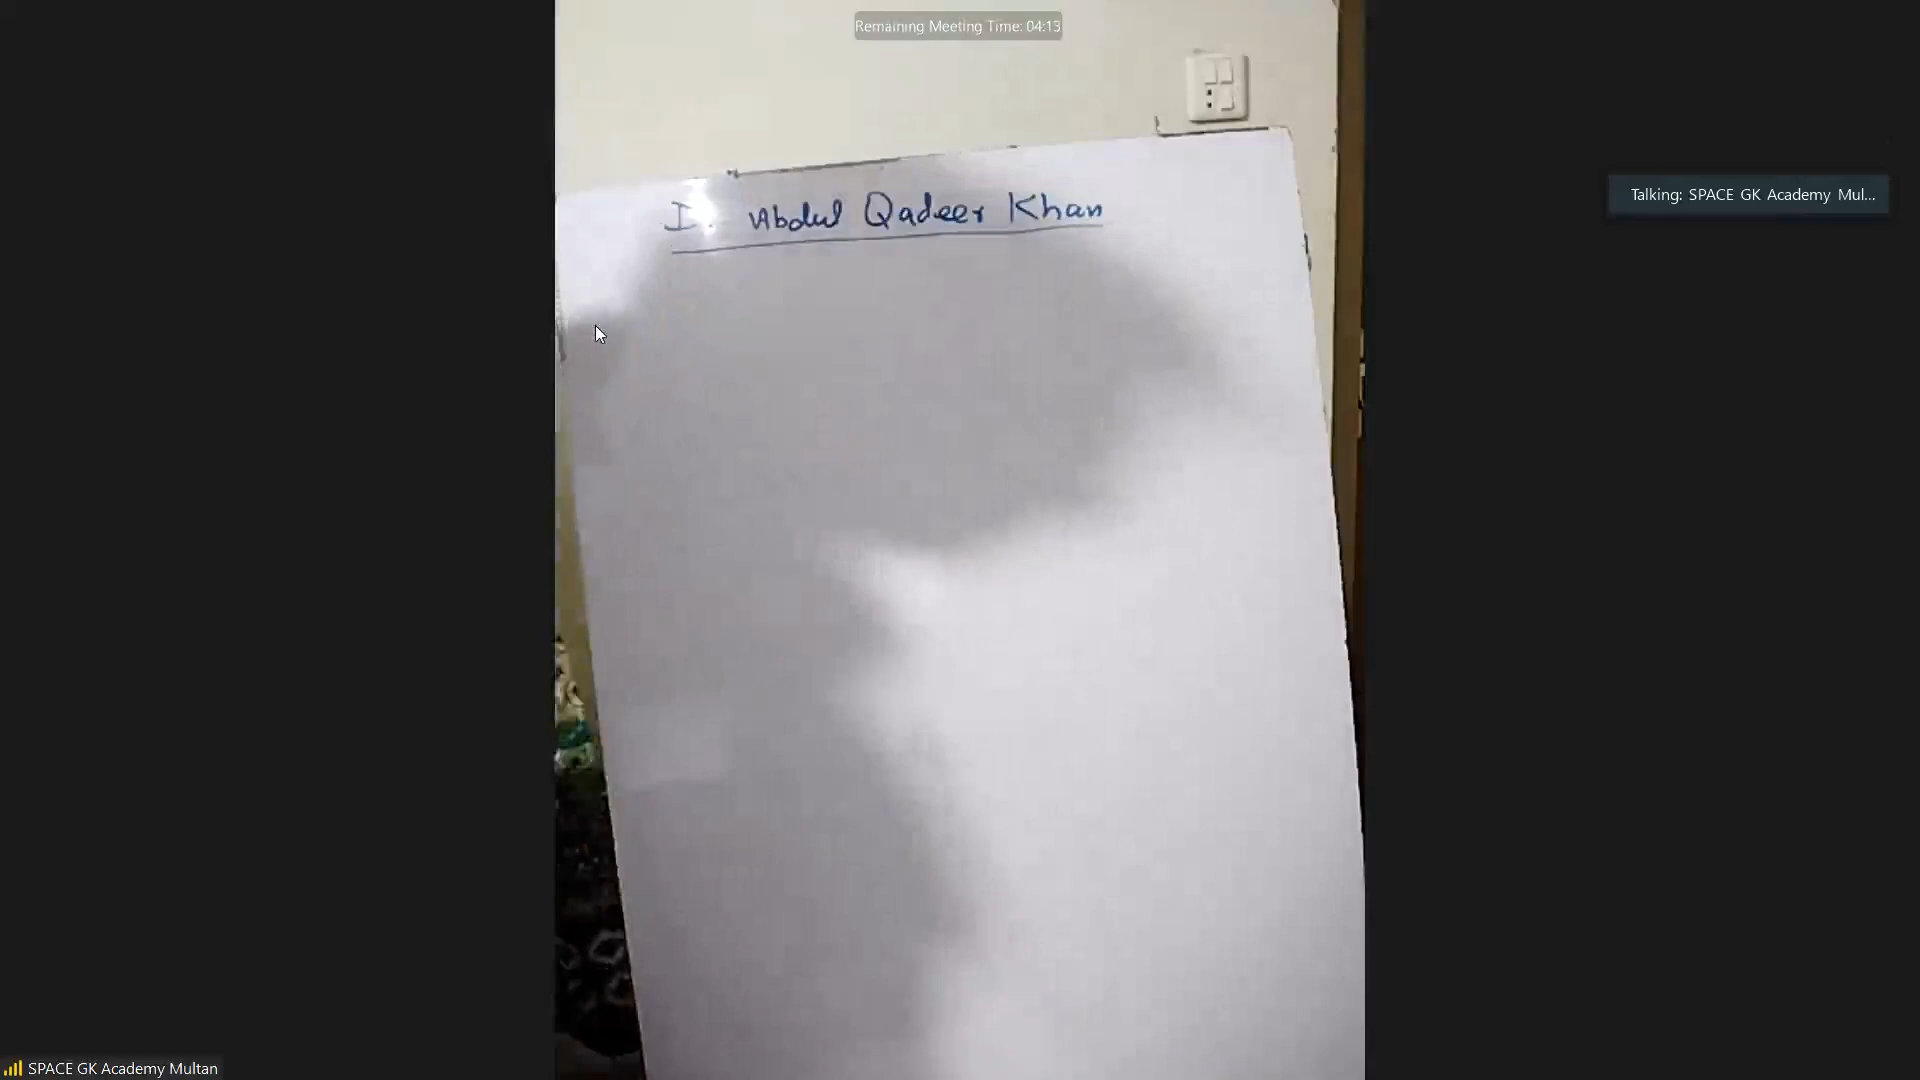 Remaining Meeting Time: 04:13
Talking: SPACE GK Academy Mul...
Abdul Qadeer Khan
SPACE GK Academy Multan